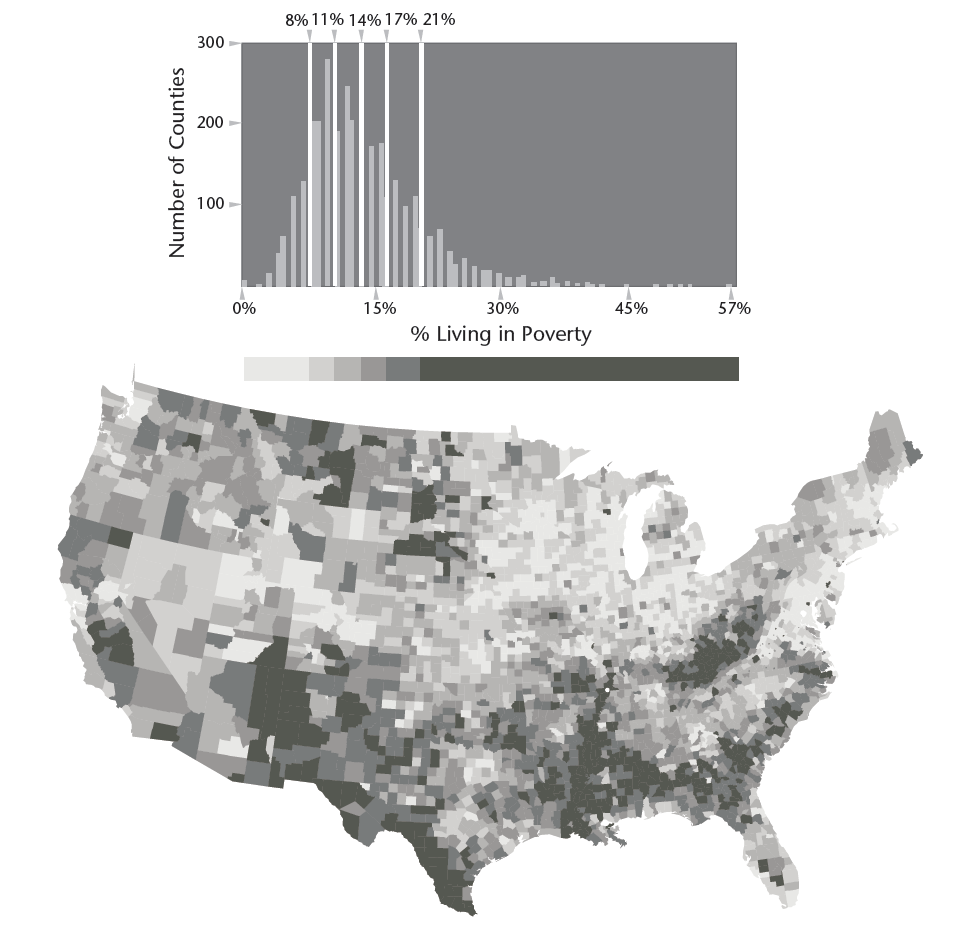 8% 11% 14% 17% 21%
300
200
100
Number of Counties
0% 15% 30% 45% 57%
% Living in Poverty